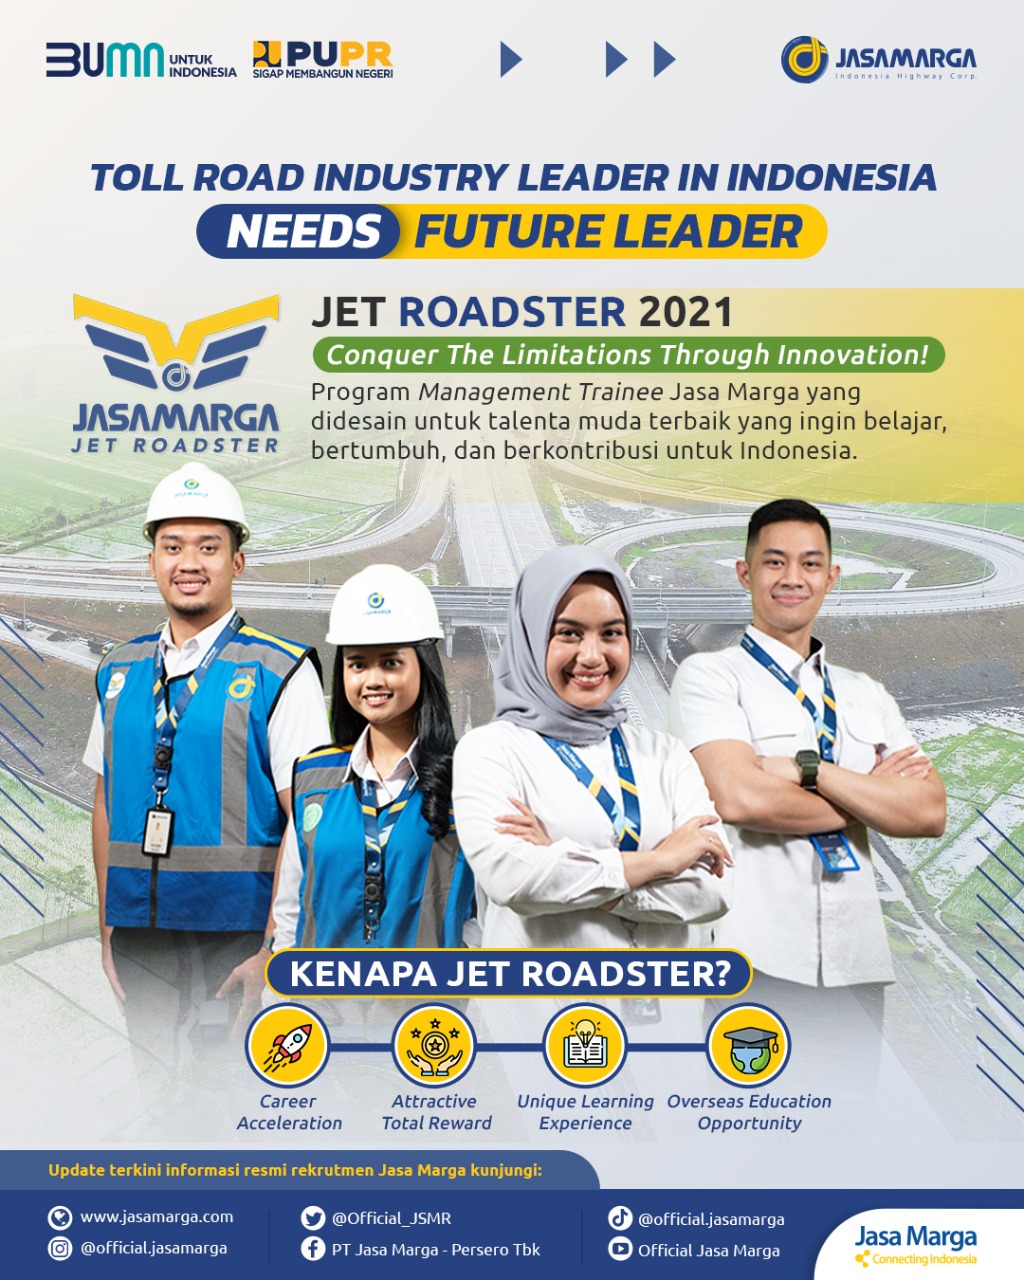 BUMN UNTUK
INDONESIA
PUPR
SIGAP MEMBANGUN NEGERI
JASAMARGA
Indonesia Highway Corp.
TOLL ROAD INDUSTRY LEADER IN INDONESIA
NEEDS FUTURE LEADER
JASAMARGA
JET ROADSTER
JET ROADSTER 2021
Conquer The Limitations Through Innovation!
Program Management Trainee Jasa Marga yang
didesain untuk talenta muda terbaik yang ingin belajar,
bertumbuh, dan berkontribusi untuk Indonesia.
KENAPA JET ROADSTER?
Career
Acceleration
Attractive
Total Reward
Unique Learning
Experience
Overseas Education
Opportunity
Update terkini informasi resmi rekrutmen Jasa Marga kunjungi:
www.jasamarga.com
@official.jasamarga
@Official_JSMR
PT Jasa Marga - Persero Tbk
@official.jasamarga
Official Jasa Marga
Jasa Marga
Connecting Indonesia